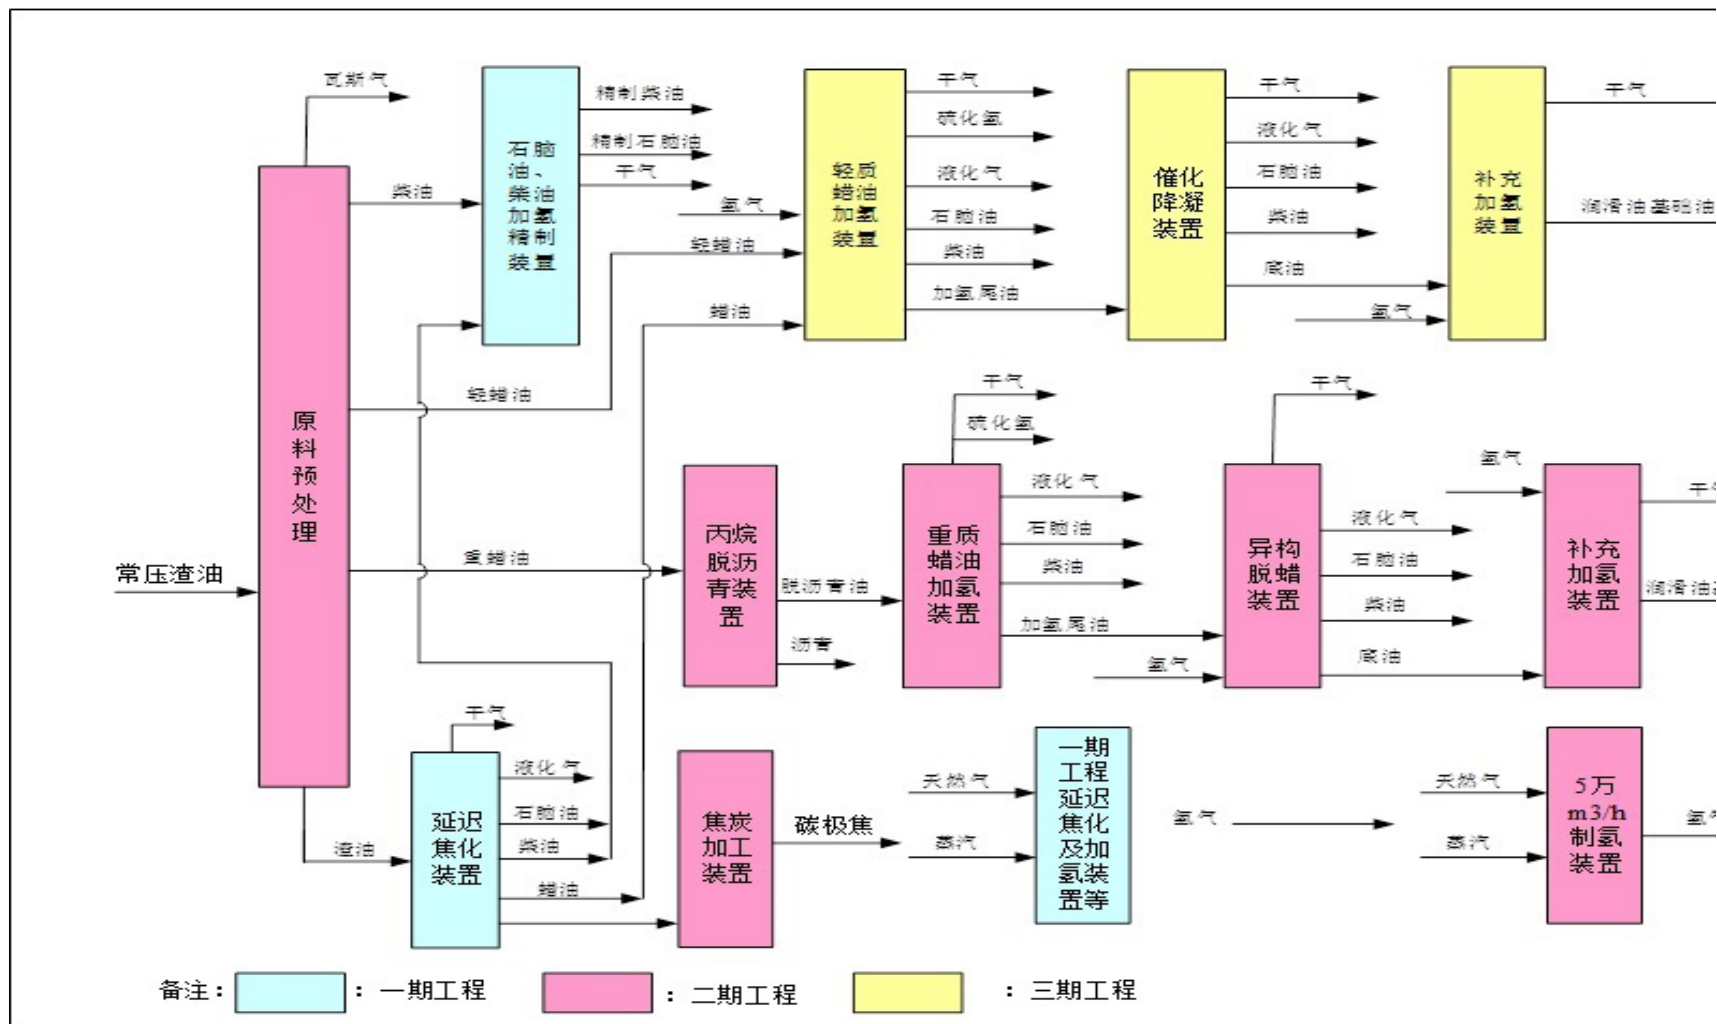 瓦斯气
柴油
轻蜡油
重蜡油
常压渣油
渣油
原
料
预
处
理
石脑
油、
柴油
加氢
精制
装置
精制柴油
精制石脑油
干气
氢气
轻蜡油
蜡油
轻质
蜡油
加氢
装置
干气
硫化氢
液化气
石脑油
柴油
加氢尾油
催化
降凝
装置
干气
液化气
石脑油
柴油
底油
氢气
补充
加氢
装置
干气
润滑油基础油
丙烷
脱沥
青装
置
脱沥青油
沥青
重质
蜡油
加氢
装置
干气
硫化氢
液化气
石脑油
柴油
加氢尾油
氢气
异构
脱蜡
装置
干气
液化气
石脑油
柴油
底油
氢气
补充
加氢
装置
干气
润滑油基
延迟
焦化
装置
干气
液化气
石脑油
柴油
蜡油
焦炭
加工
装置
碳极焦
天然气
蒸汽
一期
工程
延迟
焦化
及加
氢装
置等
氢气
天然气
蒸汽
5万
m3/h
制氢
装置
氢气
备注：
：一期工程
：二期工程
：三期工程